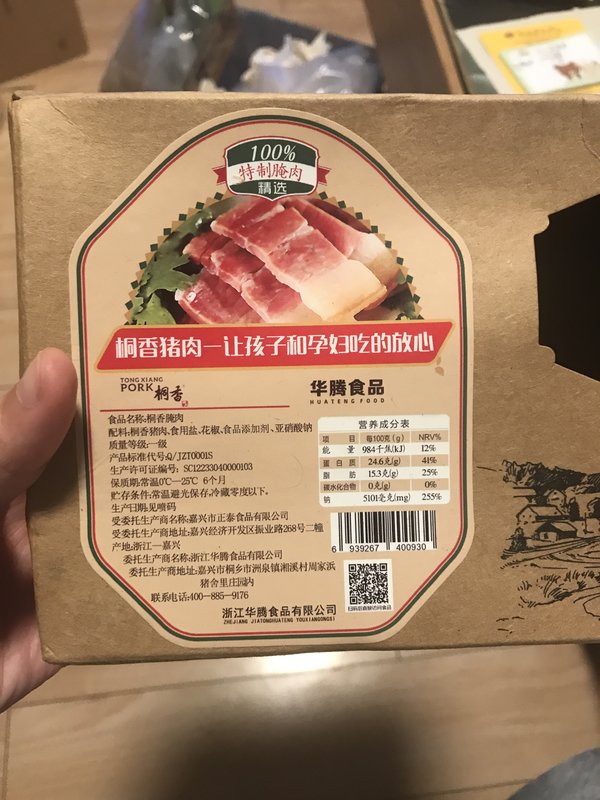 100%
特制腌肉
精选
桐香猪肉—让孩子和孕妇吃的放心
TONG XIANG
PORK 桐香
华腾食品
HUATENG FOOD
食品名称:桐香腌肉
配料:桐香猪肉、食用盐、花椒、食品添加剂、亚硝酸钠
质量等级:一级
产品标准代号:Q/JZT0001S
生产许可证编号: SC12233040000103
保质期:常温0℃—25℃ 6个月
贮存条件:常温避光保存,冷藏零度以下。
生产日期:见喷码
受委托生产商名称:嘉兴市正泰食品有限公司
受委托生产商地址:嘉兴经济开发区振业路268号二幢
产地:浙江—嘉兴
委托生产商名称:浙江华腾食品有限公司
委托生产商地址:嘉兴市桐乡市洲泉镇湘溪村周家浜
猪舍里庄园内
联系电话:400-885-9176
营养成分表
项 目 每100克(g) NRV%
能 量 984千焦(kJ) 12%
蛋 白 质 24.6克(g) 41%
脂 肪 15.3克(g) 25%
碳水化合物 0克(g) 0%
钠 5101毫克(mg) 255%
6 939267 400930
扫码后直联访问食品
浙江华腾食品有限公司
ZHEJIANG JIATONGHUATENG YOUXIANGONGSI